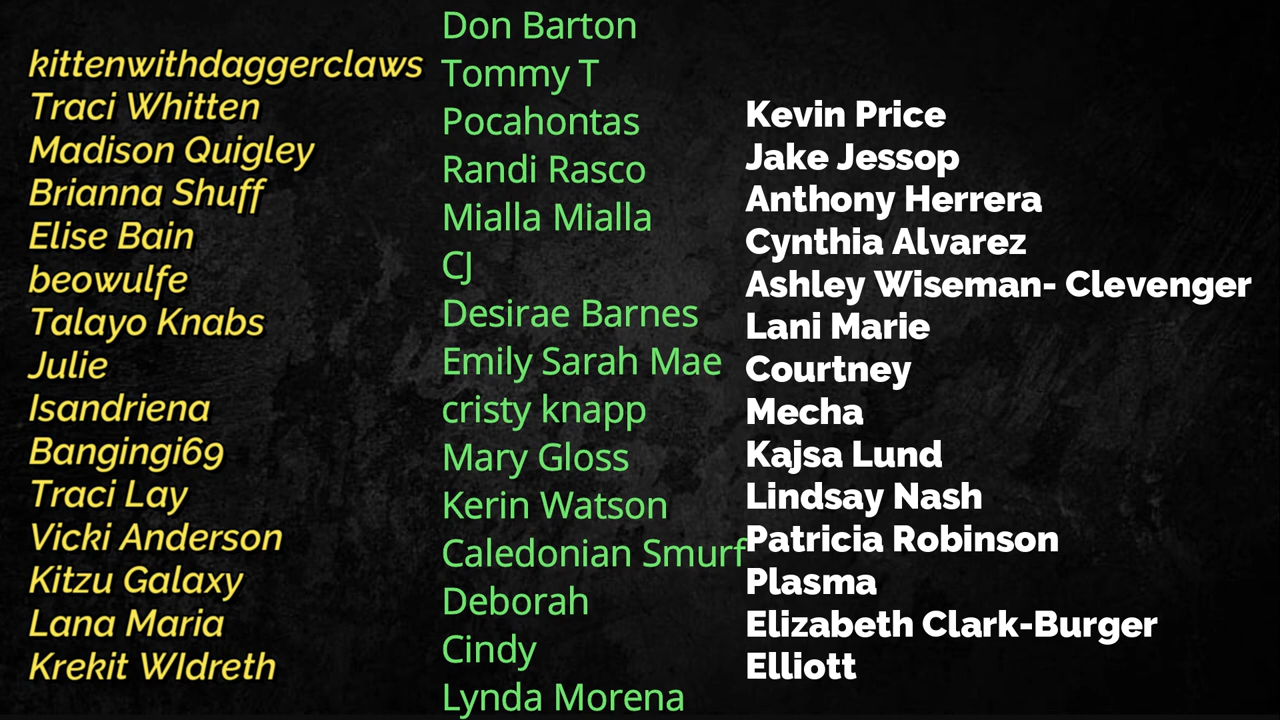 kittenwithdaggerclaws
Traci Whitten
Madison Quigley
Brianna Shuff
Elise Bain
beowulfe
Talayo Knabs
Julie
Isandriena
Bangingi69
Traci Lay
Vicki Anderson
Kitzu Galaxy
Lana Maria
Krekit WIdreth
Don Barton
Tommy T
Pocahontas
Randi Rasco
Mialla Mialla
CJ
Desirae Barnes
Emily Sarah Mae
cristy knapp
Mary Gloss
Kerin Watson
Caledonian Smurf
Deborah
Cindy
Lynda Morena
Kevin Price
Jake Jessop
Anthony Herrera
Cynthia Alvarez
Ashley Wiseman- Clevenger
Lani Marie
Courtney
Mecha
Kajsa Lund
Lindsay Nash
Patricia Robinson
Plasma
Elizabeth Clark-Burger
Elliott